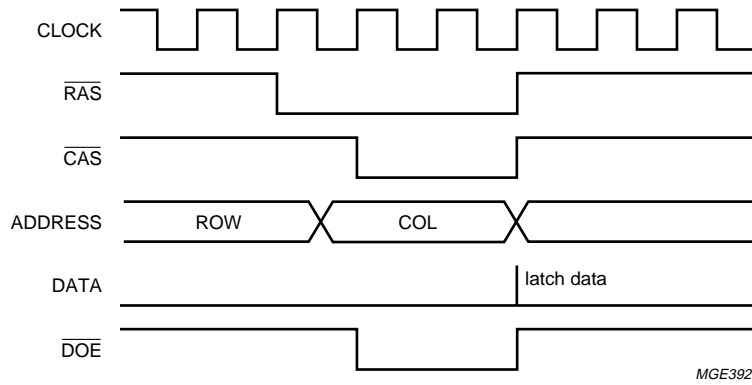 CLOCK
RAS
CAS
ADDRESS ROW COL
DATA latch data
DOE
MGE392